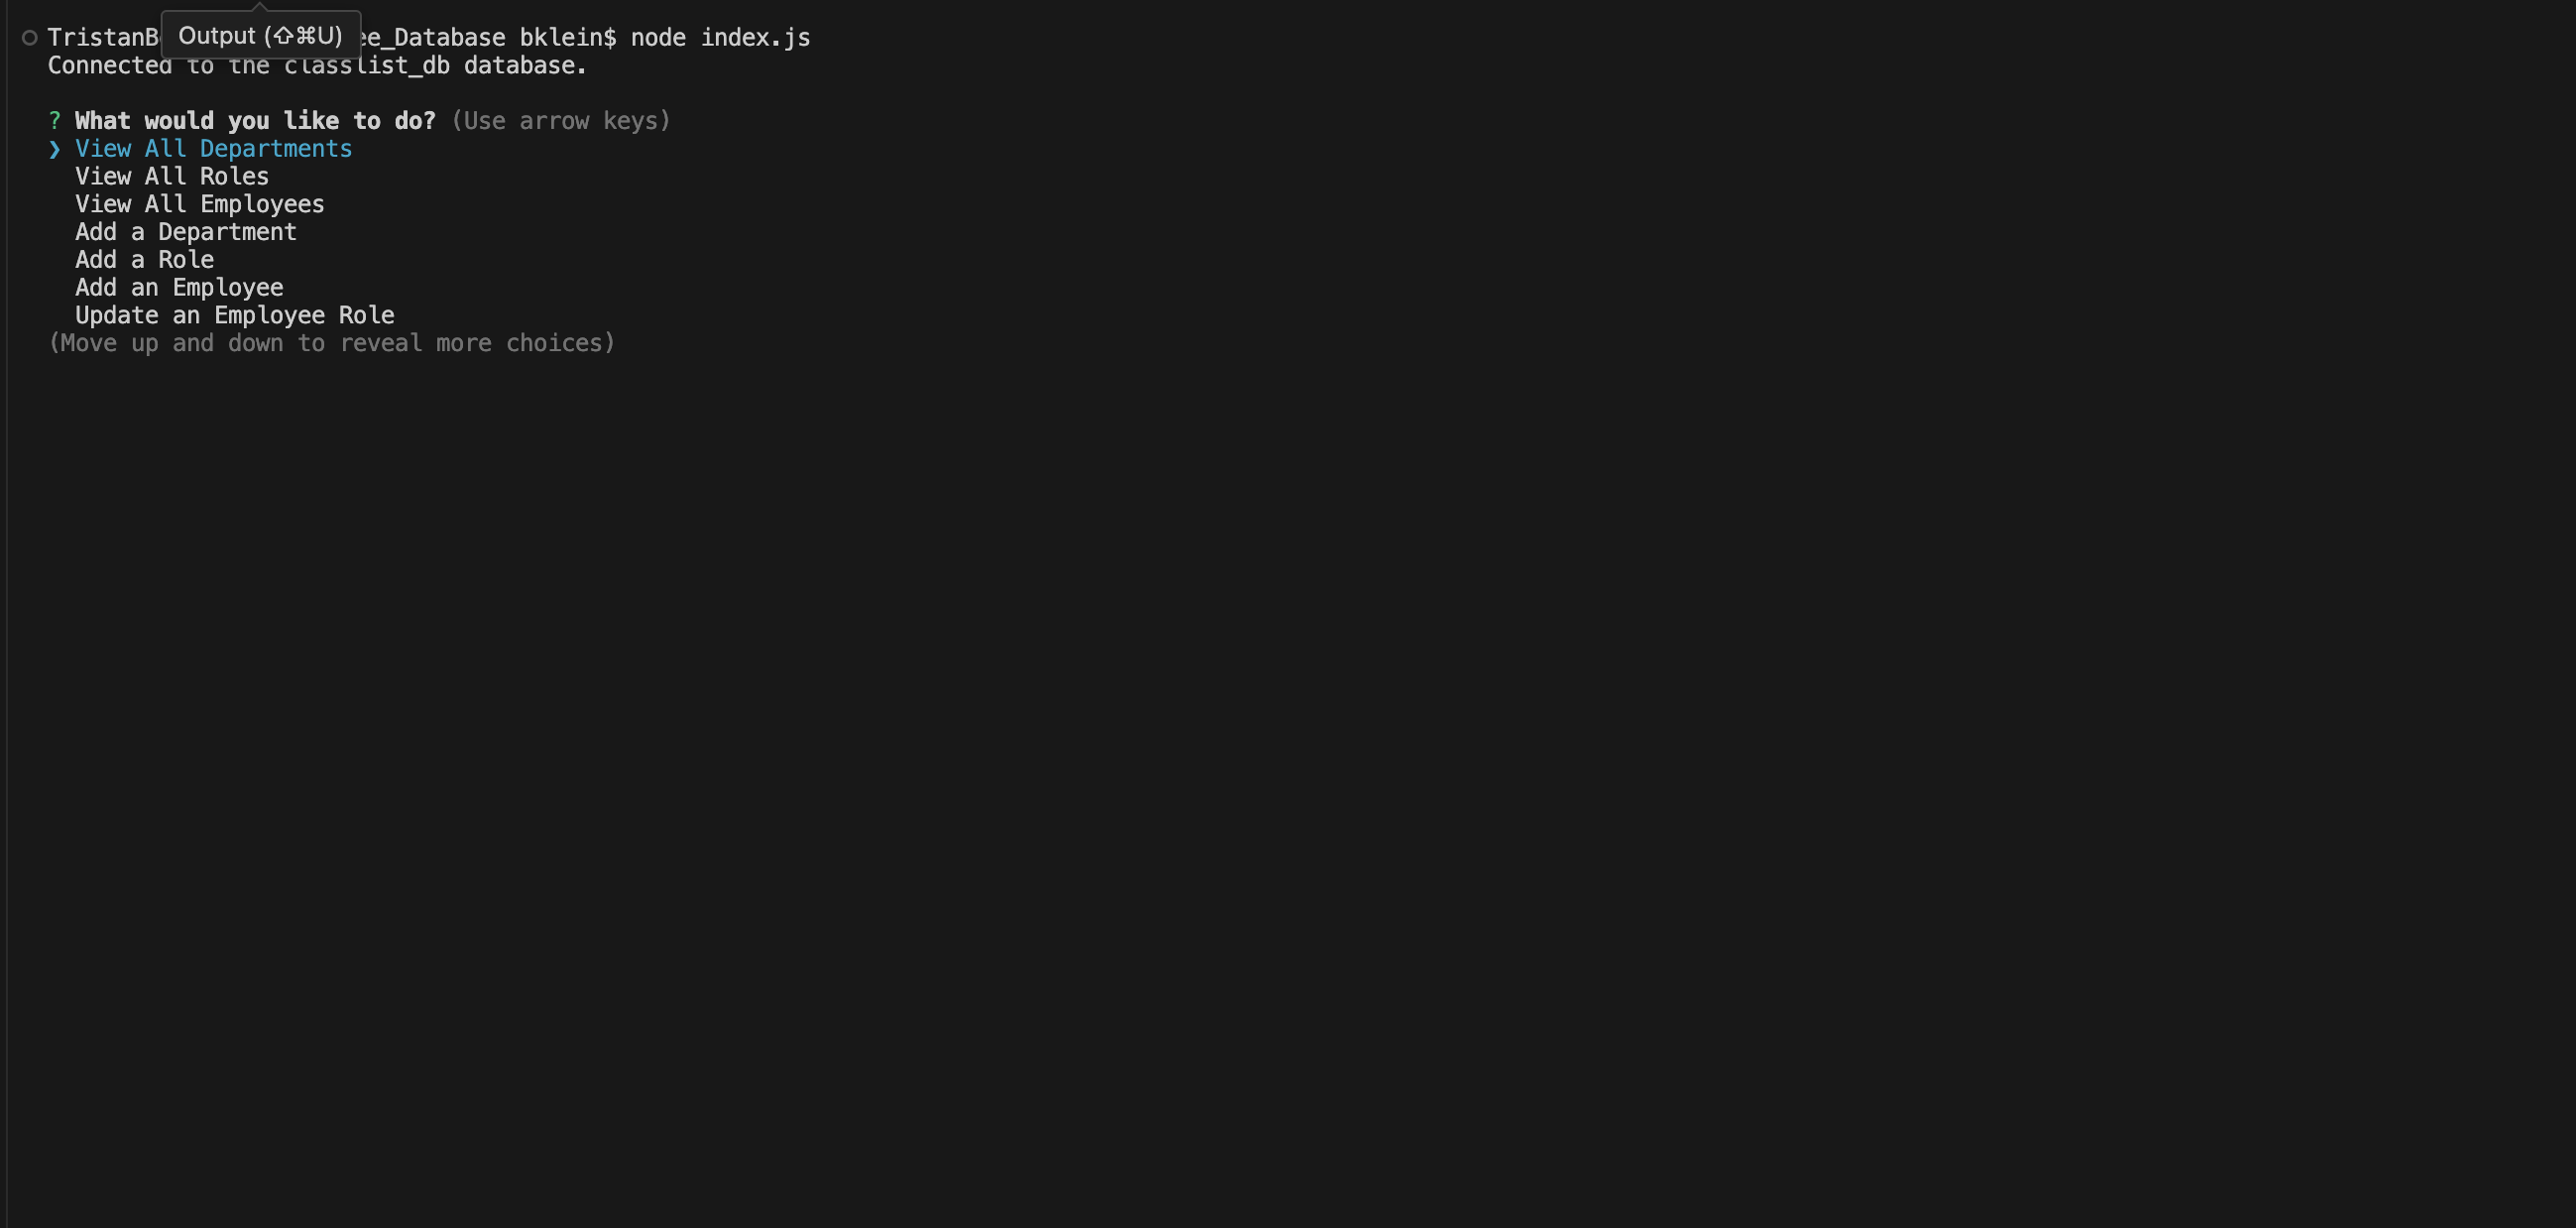 TristanB ee_Database bklein$ node index.js
Output (⇧⌘U)
Connected to the classlist_db database.
? What would you like to do? (Use arrow keys)
❯ View All Departments
View All Roles
View All Employees
Add a Department
Add a Role
Add an Employee
Update an Employee Role
(Move up and down to reveal more choices)